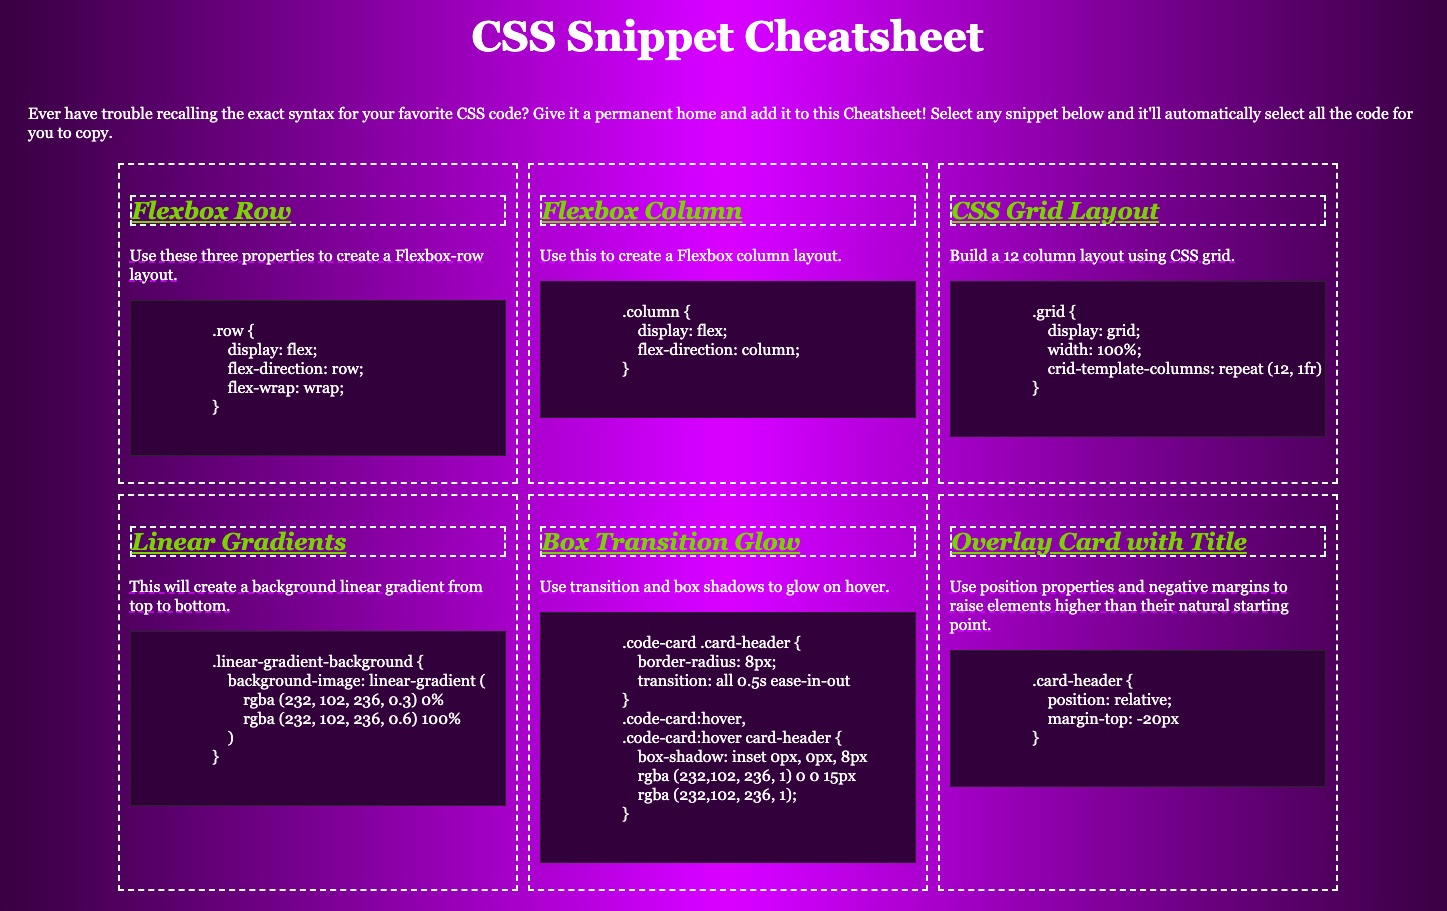 CSS Snippet Cheatsheet
Ever have trouble recalling the exact syntax for your favorite CSS code? Give it a permanent home and add it to this Cheatsheet! Select any snippet below and it'll automatically select all the code for
you to copy.
Flexbox Row
Use these three properties to create a Flexbox-row
layout.
.row {
display: flex;
flex-direction: row;
flex-wrap: wrap;
}
Flexbox Column
Use this to create a Flexbox column layout.
.column {
display: flex;
flex-direction: column;
}
CSS Grid Layout
Build a 12 column layout using CSS grid.
.grid {
display: grid;
width: 100%;
crid-template-columns: repeat (12, 1fr)
}
Linear Gradients
This will create a background linear gradient from
top to bottom.
.linear-gradient-background {
background-image: linear-gradient (
rgba (232, 102, 236, 0.3) 0%
rgba (232, 102, 236, 0.6) 100%
)
}
Box Transition Glow
Use transition and box shadows to glow on hover.
.code-card .card-header {
border-radius: 8px;
transition: all 0.5s ease-in-out
}
.code-card:hover,
.code-card:hover card-header {
box-shadow: inset 0px, 0px, 8px
rgba (232,102, 236, 1) 0 0 15px
rgba (232,102, 236, 1);
}
Overlay Card with Title
Use position properties and negative margins to
raise elements higher than their natural starting
point.
.card-header {
position: relative;
margin-top: -20px
}